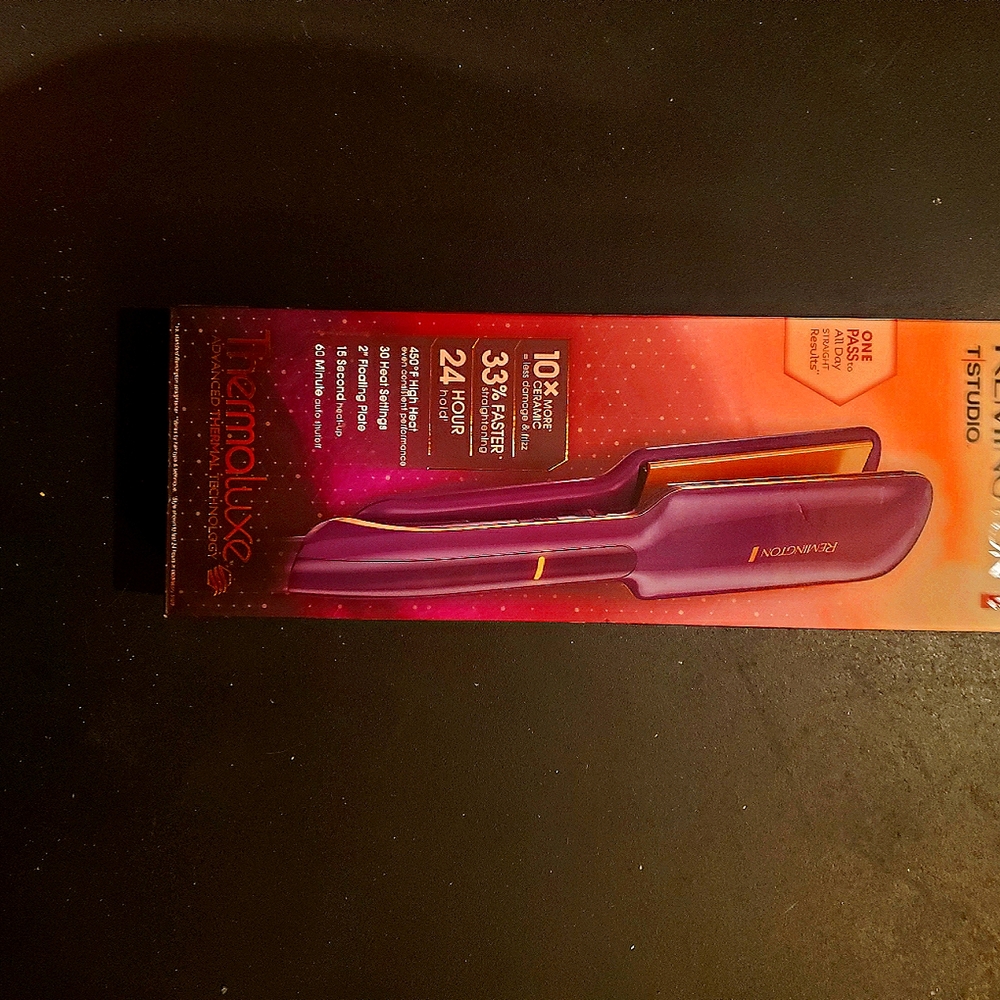 REMINGTON
T|STUDIO
ONE
PASS to
All Day
STRAIGHT
Results**
10X MORE
CERAMIC
= less damage & frizz
33% FASTER*
straightening
24 HOUR
hold†
450°F High Heat
even consistent performance
30 Heat Settings
2" Floating Plate
15 Second heat-up
60 Minute auto shutoff
REMINGTON
Thermaluxe
ADVANCED THERMAL TECHNOLOGY